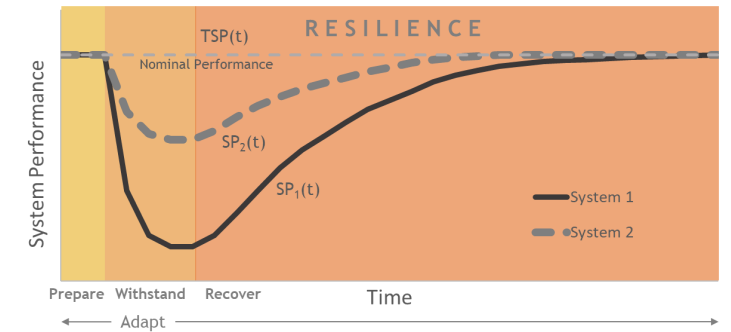 RESILIENCE
TSP(t)
Nominal Performance
System Performance
SP2(t)
SP1(t)
System 1
System 2
Prepare Withstand Recover
Time
Adapt